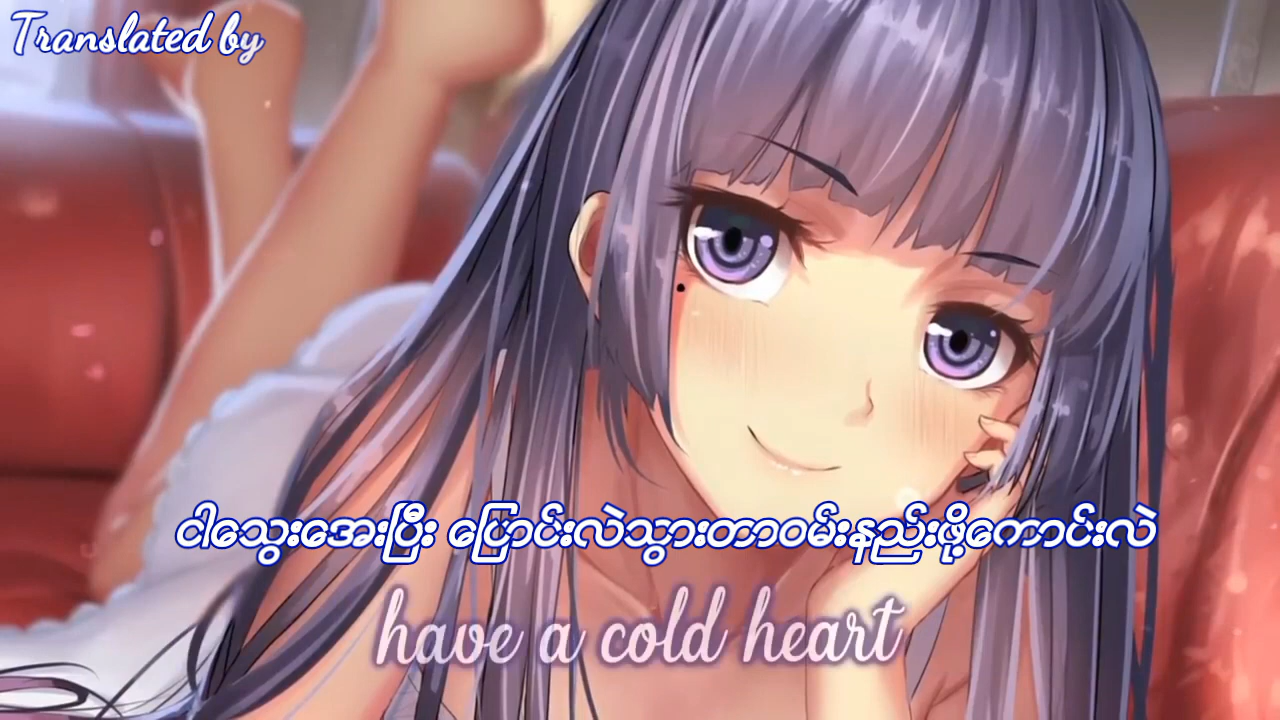 Translated by
ငါသွေးအေးပြီး ပြောင်းလဲသွားတာဝမ်းနည်းဖို့ကောင်းလဲ
have a cold heart